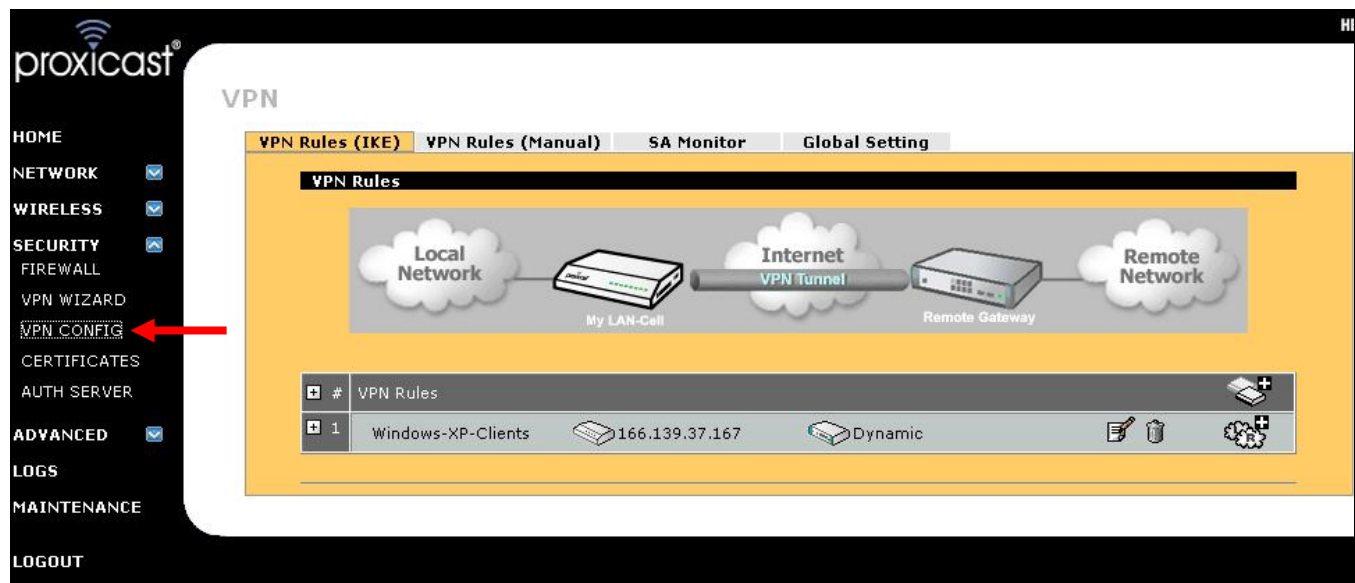 HE
proxicast®
VPN
HOME
NETWORK
WIRELESS
SECURITY
FIREWALL
VPN WIZARD
VPN CONFIG
CERTIFICATES
AUTH SERVER
ADVANCED
LOGS
MAINTENANCE
LOGOUT
VPN Rules (IKE) VPN Rules (Manual) SA Monitor Global Setting
VPN Rules
Local
Network
Internet
VPN Tunnel
Remote
Network
My LAN-Cell
Remote Gateway
# VPN Rules
1 Windows-XP-Clients 166.139.37.167 Dynamic
R